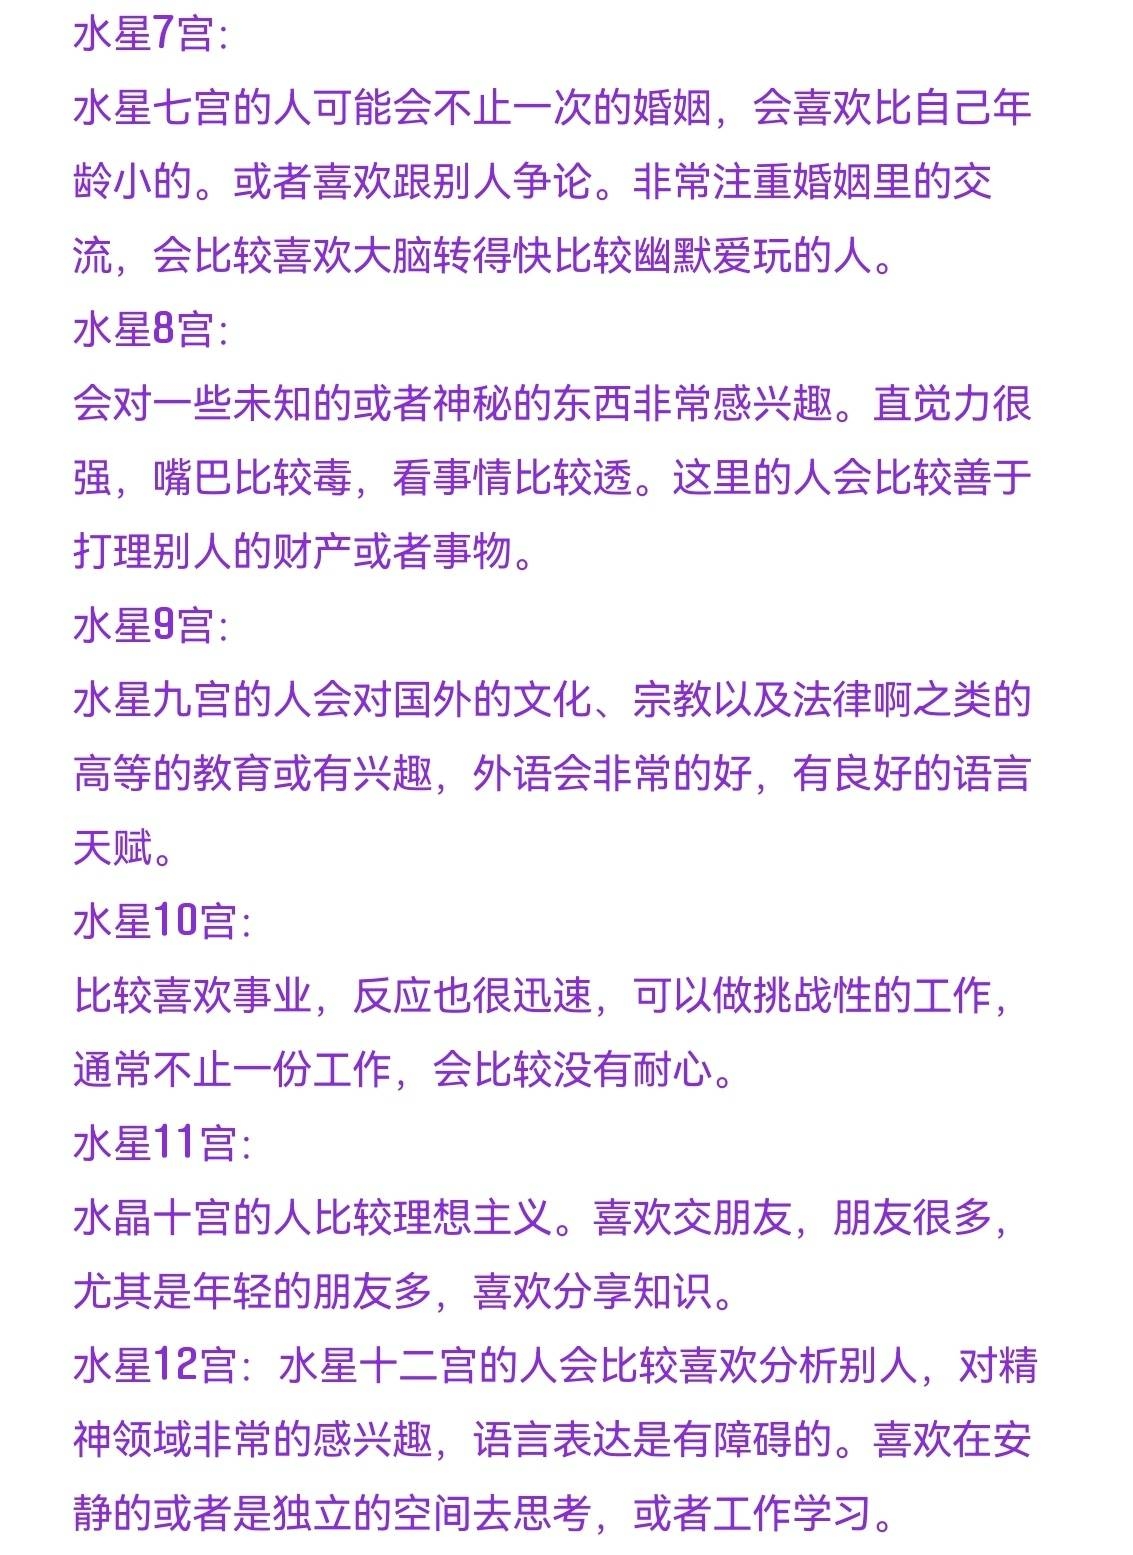 水星7宫：
水星七宫的人可能会不止一次的婚姻，会喜欢比自己年
龄小的。或者喜欢跟别人争论。非常注重婚姻里的交
流，会比较喜欢大脑转得快比较幽默爱玩的人。
水星8宫：
会对一些未知的或者神秘的东西非常感兴趣。直觉力很
强，嘴巴比较毒，看事情比较透。这里的人会比较善于
打理别人的财产或者事物。
水星9宫：
水星九宫的人会对国外的文化、宗教以及法律啊之类的
高等的教育或有兴趣，外语会非常的好，有良好的语言
天赋。
水星10宫：
比较喜欢事业，反应也很迅速，可以做挑战性的工作，
通常不止一份工作，会比较没有耐心。
水星11宫：
水晶十宫的人比较理想主义。喜欢交朋友，朋友很多，
尤其是年轻的朋友多，喜欢分享知识。
水星12宫：水星十二宫的人会比较喜欢分析别人，对精
神领域非常的感兴趣，语言表达是有障碍的。喜欢在安
静的或者是独立的空间去思考，或者工作学习。